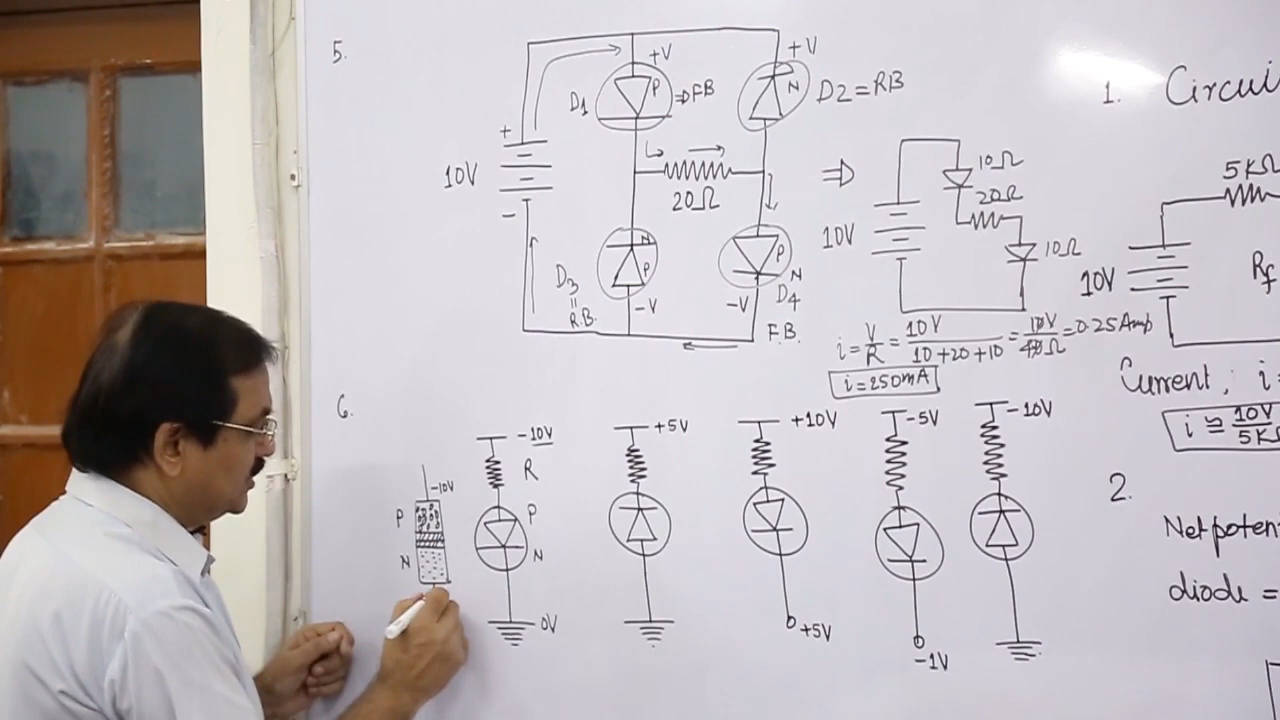 5.
+V
+V
D1
P
⇒FB
N
D2=RB
+
10V
-
20Ω
⇒
10V
10Ω
20Ω
10Ω
N
P
D3
=
R.B.
-V
P
N
-V
D4
F.B.
i = V/R = 10V/10+20+10 = 10V/40Ω = 0.25Amp
i=250mA
1. Circui
5KΩ
10V
Rf
Current; i=
i ≅ 10V/5KΩ
6.
-10V
P
N
-10V
R
P
N
0V
+5V
+10V
+5V
-5V
-1V
-10V
2.
Net poten
diode =